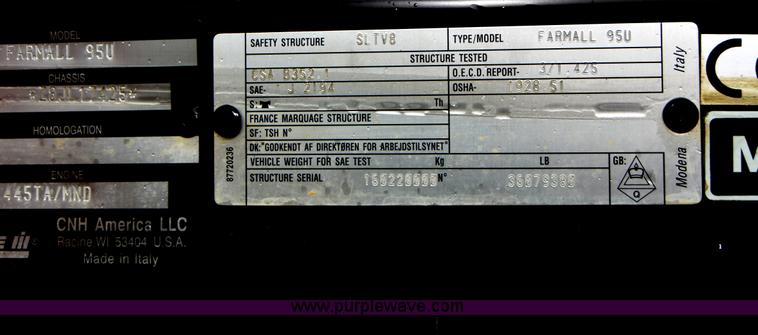 MODEL
FARMALL 95U
CHASSIS
HOMOLOGATION
ENGINE
445TA/MND
CNH America LLC
Racine WI 53404 U.S.A.
Made in Italy
SAFETY STRUCTURE SLTV8 TYPE/MODEL FARMALL 95U
STRUCTURE TESTED
CSA B352.1 O.E.C.D. REPORT- 3/1.425
SAE- J 2194 OSHA- 1928 51
S: Th
FRANCE MARQUAGE STRUCTURE
SF: TSH N°
DK: "GODKENDT AF DIREKTØREN FOR ARBEJDSTILSYNET"
VEHICLE WEIGHT FOR SAE TEST Kg LB GB:
STRUCTURE SERIAL N° Q
87720236
Italy
Modena
C
M
www.purplewave.com